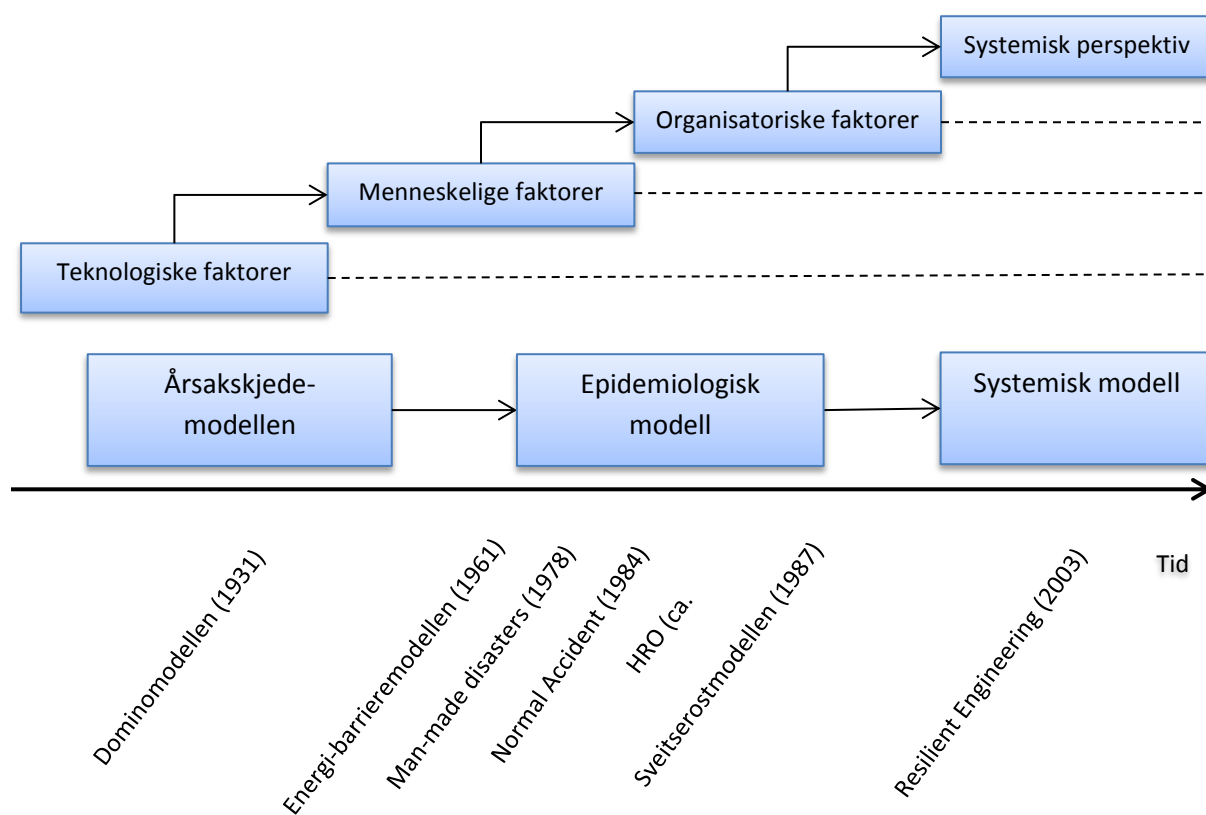 Systemisk perspektiv
Organisatoriske faktorer
Menneskelige faktorer
Teknologiske faktorer
Årsakskjede-
modellen
Epidemiologisk
modell
Systemisk modell
Dominomodellen (1931)
Energi-barrieremodellen (1961)
Man-made disasters (1978)
Normal Accident (1984)
HRO (ca.
Sveitserostmodellen (1987)
Resilient Engineering (2003)
Tid